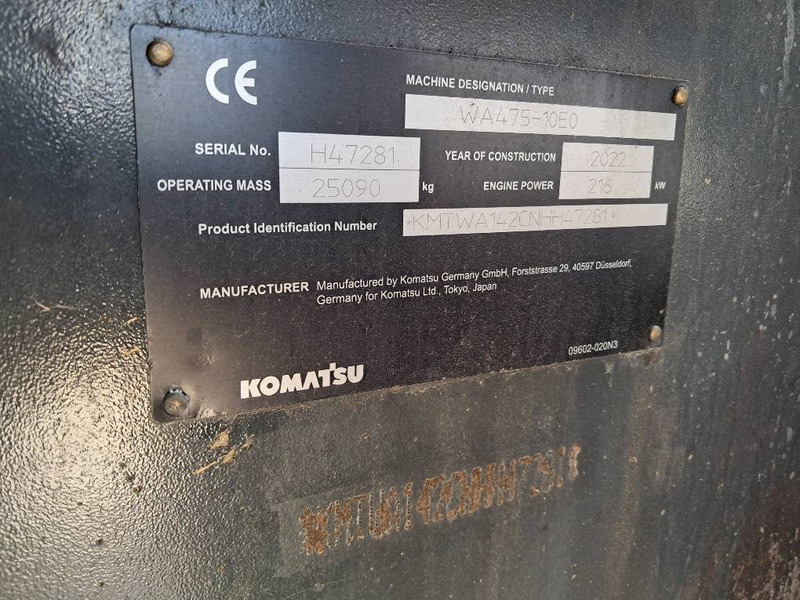 CE
MACHINE DESIGNATION / TYPE
WA475-10E0
SERIAL No. H47281 YEAR OF CONSTRUCTION 2022
OPERATING MASS 25090 kg ENGINE POWER 216 kW
Product Identification Number *KMTWA142CNHH47281*
MANUFACTURER Manufactured by Komatsu Germany GmbH, Forststrasse 29, 40597 Düsseldorf,
Germany for Komatsu Ltd., Tokyo, Japan
09602-020N3
KOMATSU